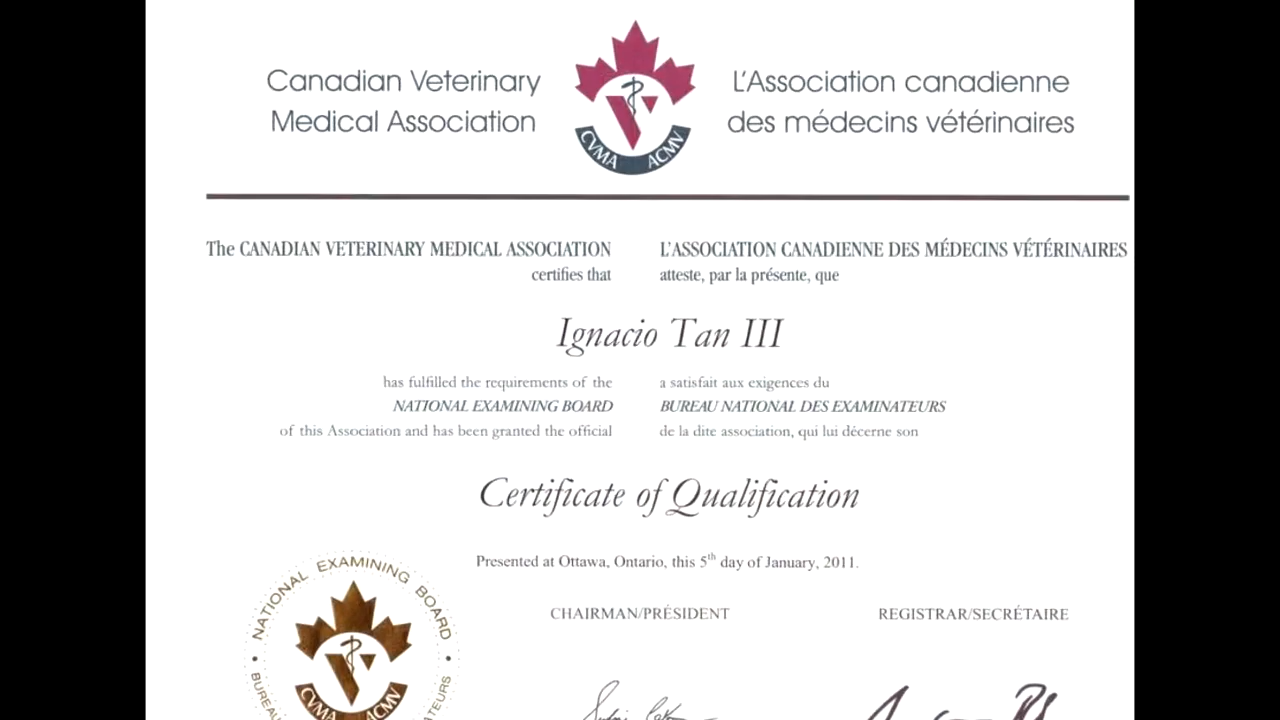 Canadian Veterinary
Medical Association
CVMA ACMV
L'Association canadienne
des médecins vétérinaires
The CANADIAN VETERINARY MEDICAL ASSOCIATION
certifies that
L'ASSOCIATION CANADIENNE DES MÉDECINS VÉTÉRINAIRES
atteste, par la présente, que
Ignacio Tan III
has fulfilled the requirements of the
NATIONAL EXAMINING BOARD
of this Association and has been granted the official
a satisfait aux exigences du
BUREAU NATIONAL DES EXAMINATEURS
de la dite association, qui lui décerne son
Certificate of Qualification
Presented at Ottawa, Ontario, this 5th day of January, 2011.
CHAIRMAN/PRÉSIDENT
REGISTRAR/SECRÉTAIRE
NATIONAL EXAMINING BOARD
CVMA ACMV